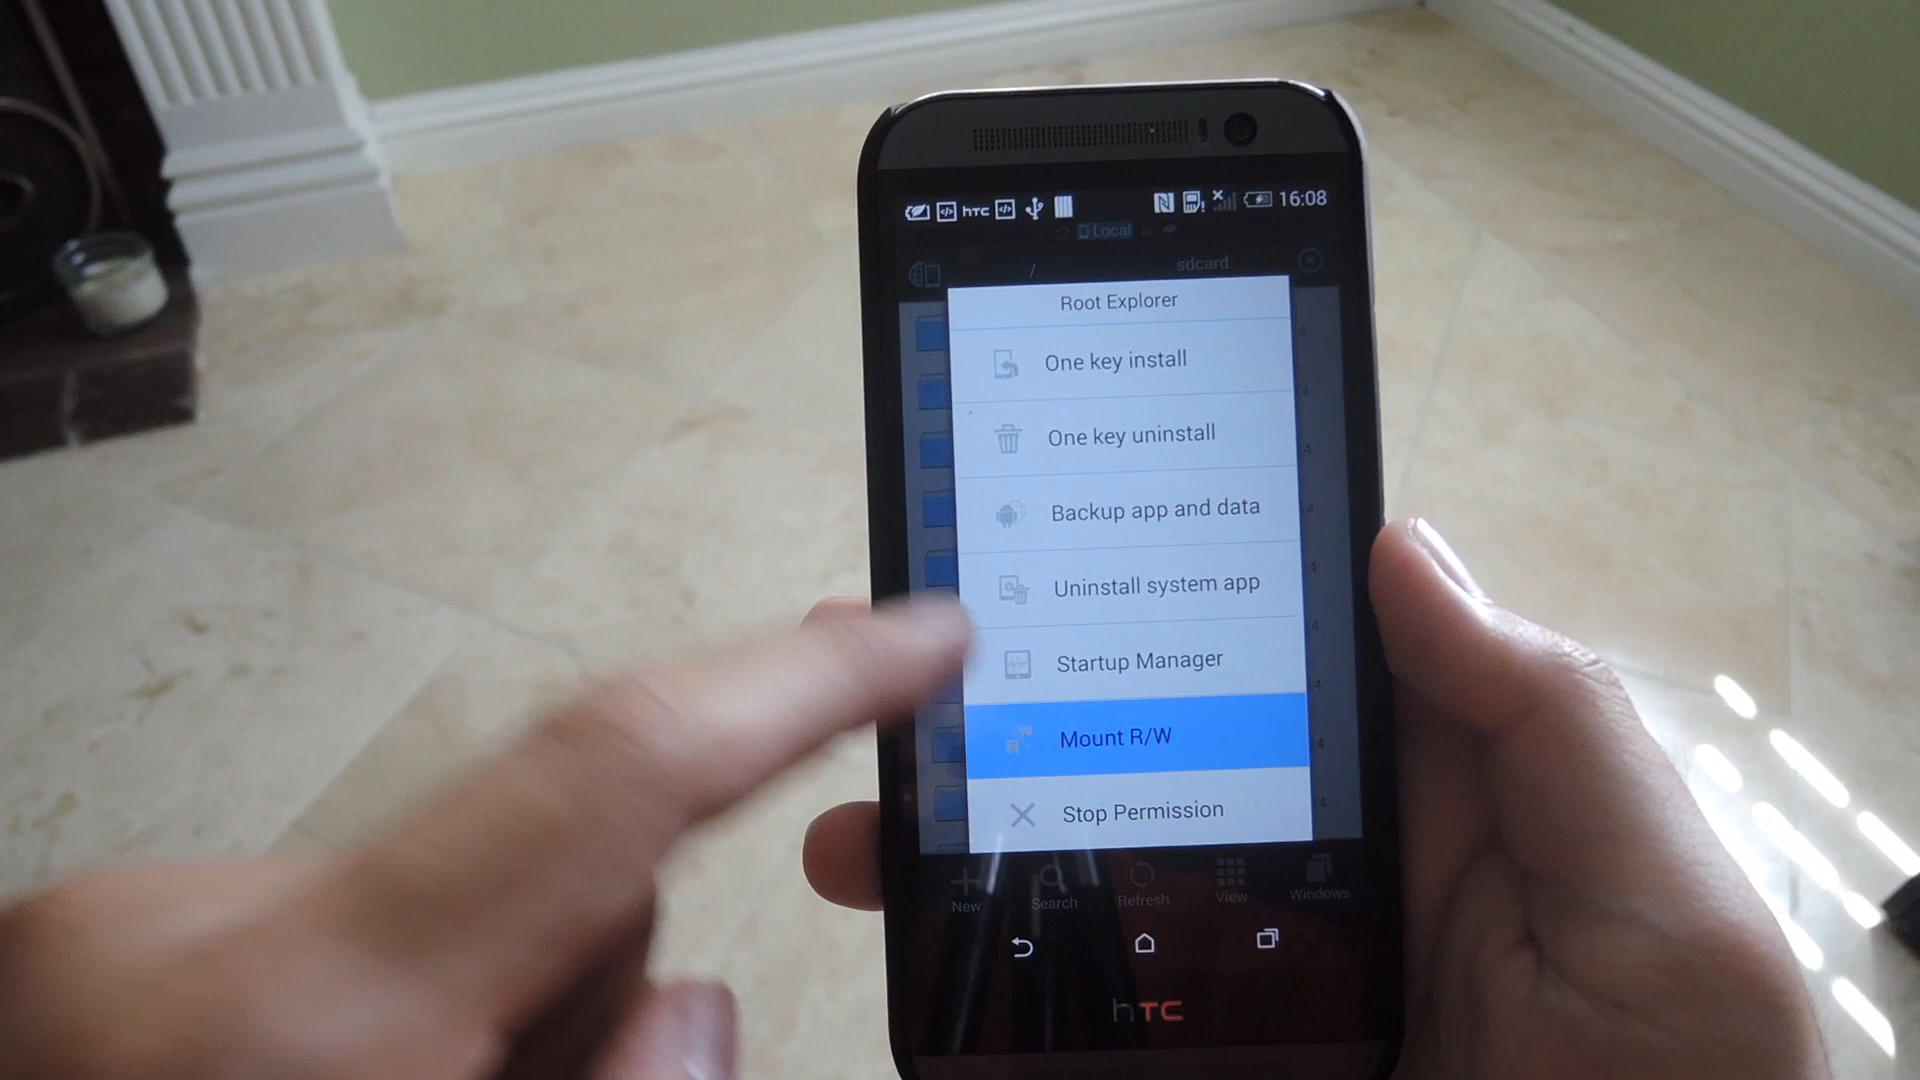 hTC 16:08
Local
/ sdcard
Root Explorer
One key install
One key uninstall
Backup app and data
Uninstall system app
Startup Manager
R W Mount R/W
Stop Permission
New Search Refresh View Windows
hTC